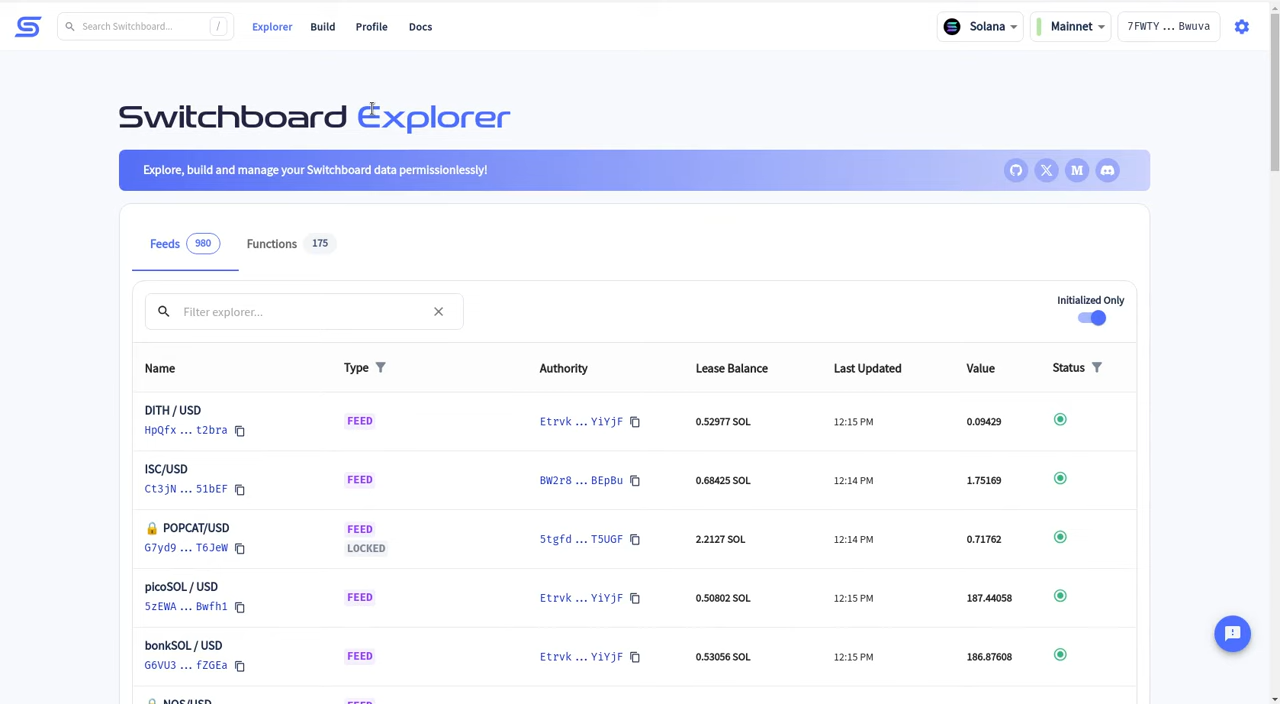 Search Switchboard... / Explorer Build Profile Docs Solana Mainnet 7FWTY ... Bwuva
Switchboard Explorer
Explore, build and manage your Switchboard data permissionlessly!
Feeds 980 Functions 175
Initialized Only
Filter explorer...
Name Type Authority Lease Balance Last Updated Value Status
DITH / USD
HpQfx ... t2bra FEED Etrvk ... YiYjF 0.52977 SOL 12:15 PM 0.09429
ISC/USD
Ct3jN ... 51bEF FEED BW2r8 ... BEpBu 0.68425 SOL 12:14 PM 1.75169
POPCAT/USD FEED
G7yd9 ... T6JeW LOCKED 5tgfd ... T5UGF 2.2127 SOL 12:14 PM 0.71762
picoSOL / USD
5zEWA ... Bwfh1 FEED Etrvk ... YiYjF 0.50802 SOL 12:15 PM 187.44058
bonkSOL / USD
G6VU3 ... fZGEa FEED Etrvk ... YiYjF 0.53056 SOL 12:15 PM 186.87608
NOS/USD FEED